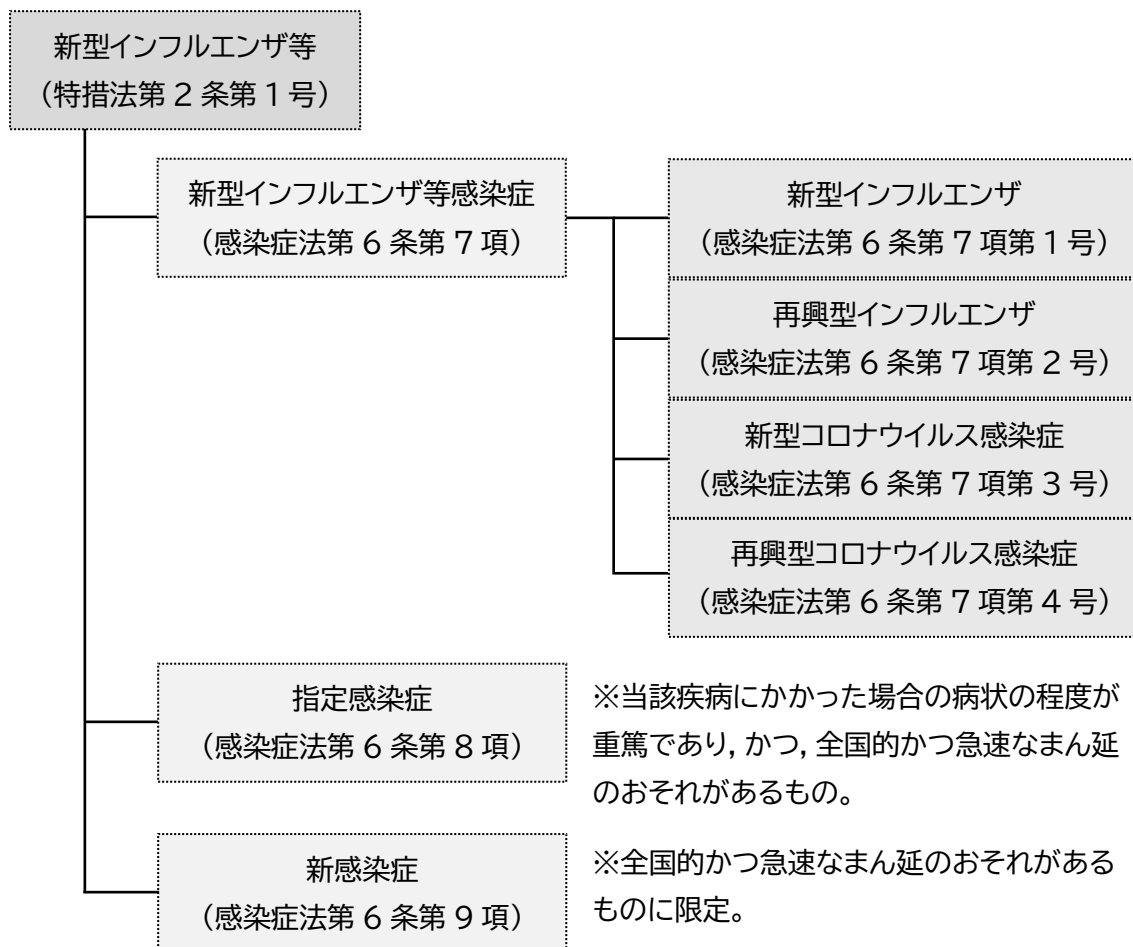 新型インフルエンザ等
（特措法第２条第１号）
新型インフルエンザ等感染症
（感染症法第６条第７項）
新型インフルエンザ
（感染症法第６条第７項第１号）
再興型インフルエンザ
（感染症法第６条第７項第２号）
新型コロナウイルス感染症
（感染症法第６条第７項第３号）
再興型コロナウイルス感染症
（感染症法第６条第７項第４号）
指定感染症
（感染症法第６条第８項）
※当該疾病にかかった場合の病状の程度が
重篤であり，かつ，全国的かつ急速なまん延
のおそれがあるもの。
新感染症
（感染症法第６条第９項）
※全国的かつ急速なまん延のおそれがある
ものに限定。